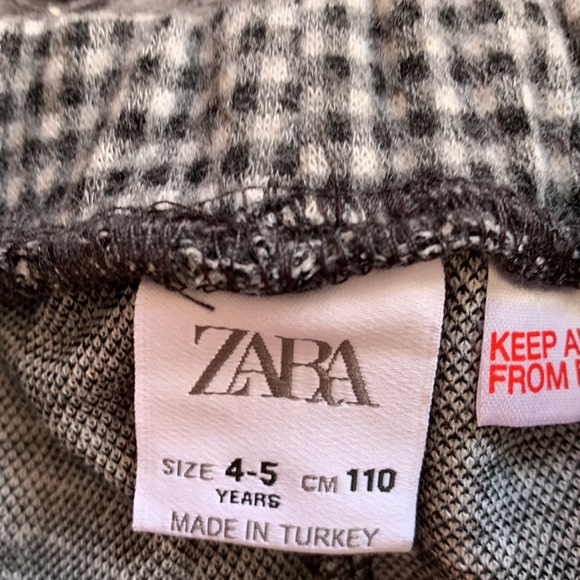 ZARA
SIZE 4-5 CM 110
YEARS
MADE IN TURKEY
KEEP
FROM